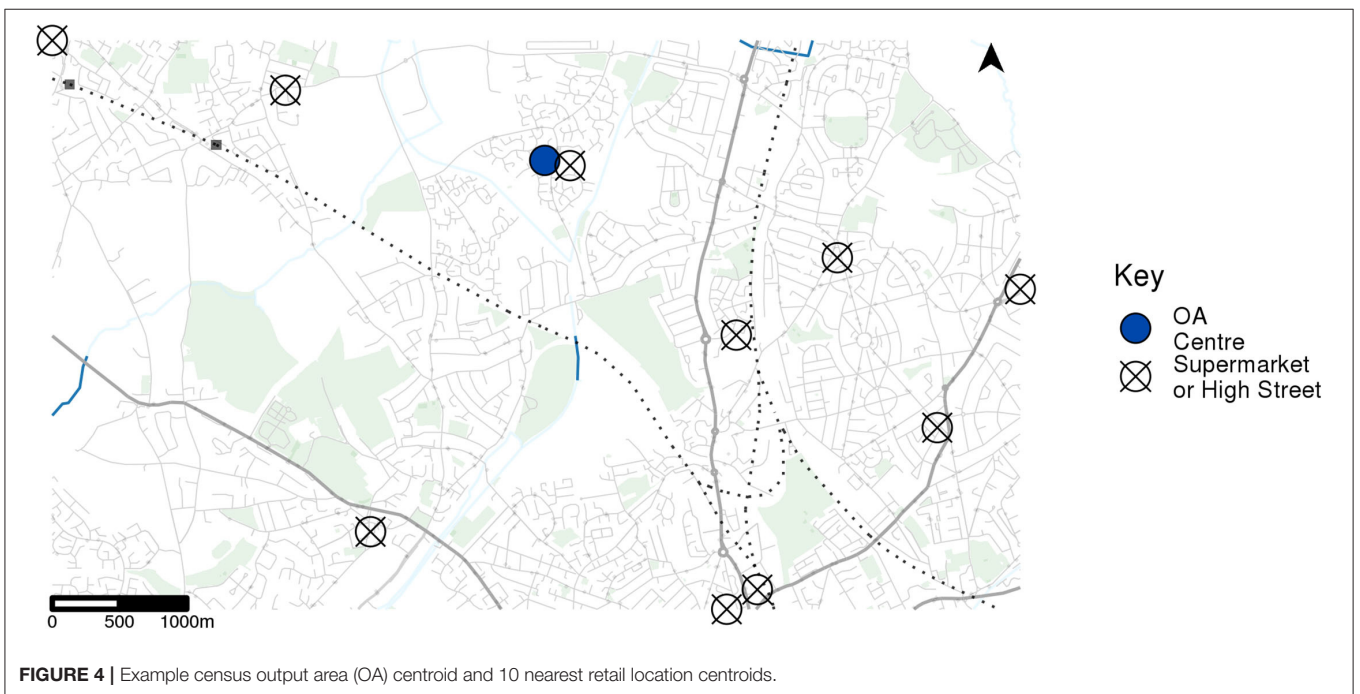 Key
OA
Centre
Supermarket
or High Street
0 500 1000m
FIGURE 4 | Example census output area (OA) centroid and 10 nearest retail location centroids.